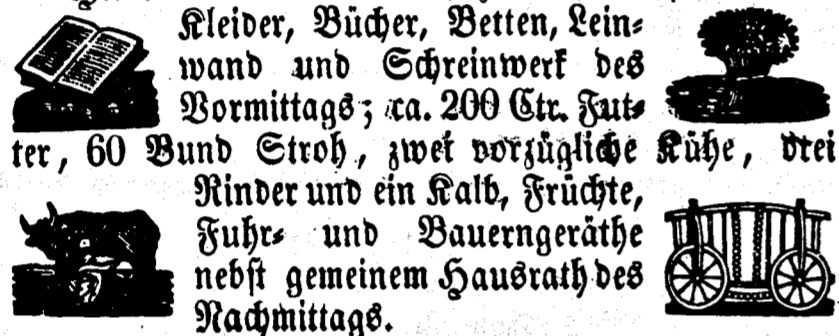 Kleider, Bücher, Betten, Lein-
wand und Schreinwerk des
Vormittags; ca. 200 Ctr. Fut-
ter, 60 Bund Stroh, zwei vorzügliche Kühe, drei
Rinder und ein Kalb, Früchte,
Fuhr- und Bauerngeräthe
nebst gemeinem Hausrath des
Nachmittags.